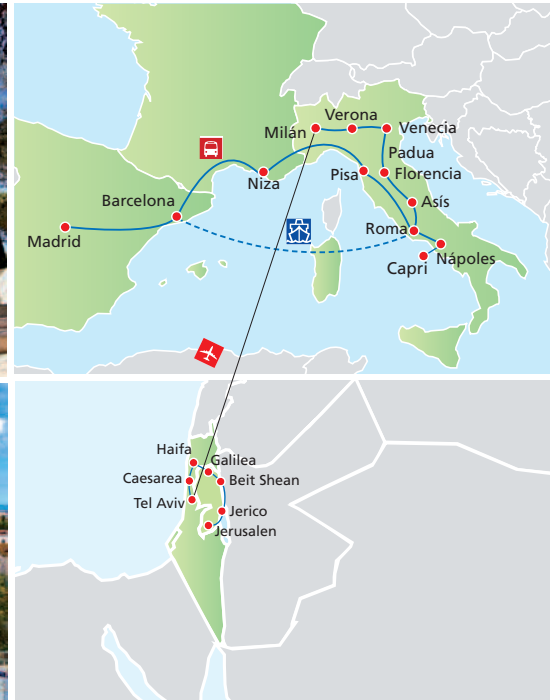 Verona
Milán
Venecia
Padua
Pisa
Florencia
Niza
Barcelona
Asís
Madrid
Roma
Nápoles
Capri
Haifa
Galilea
Caesarea
Beit Shean
Tel Aviv
Jerico
Jerusalen